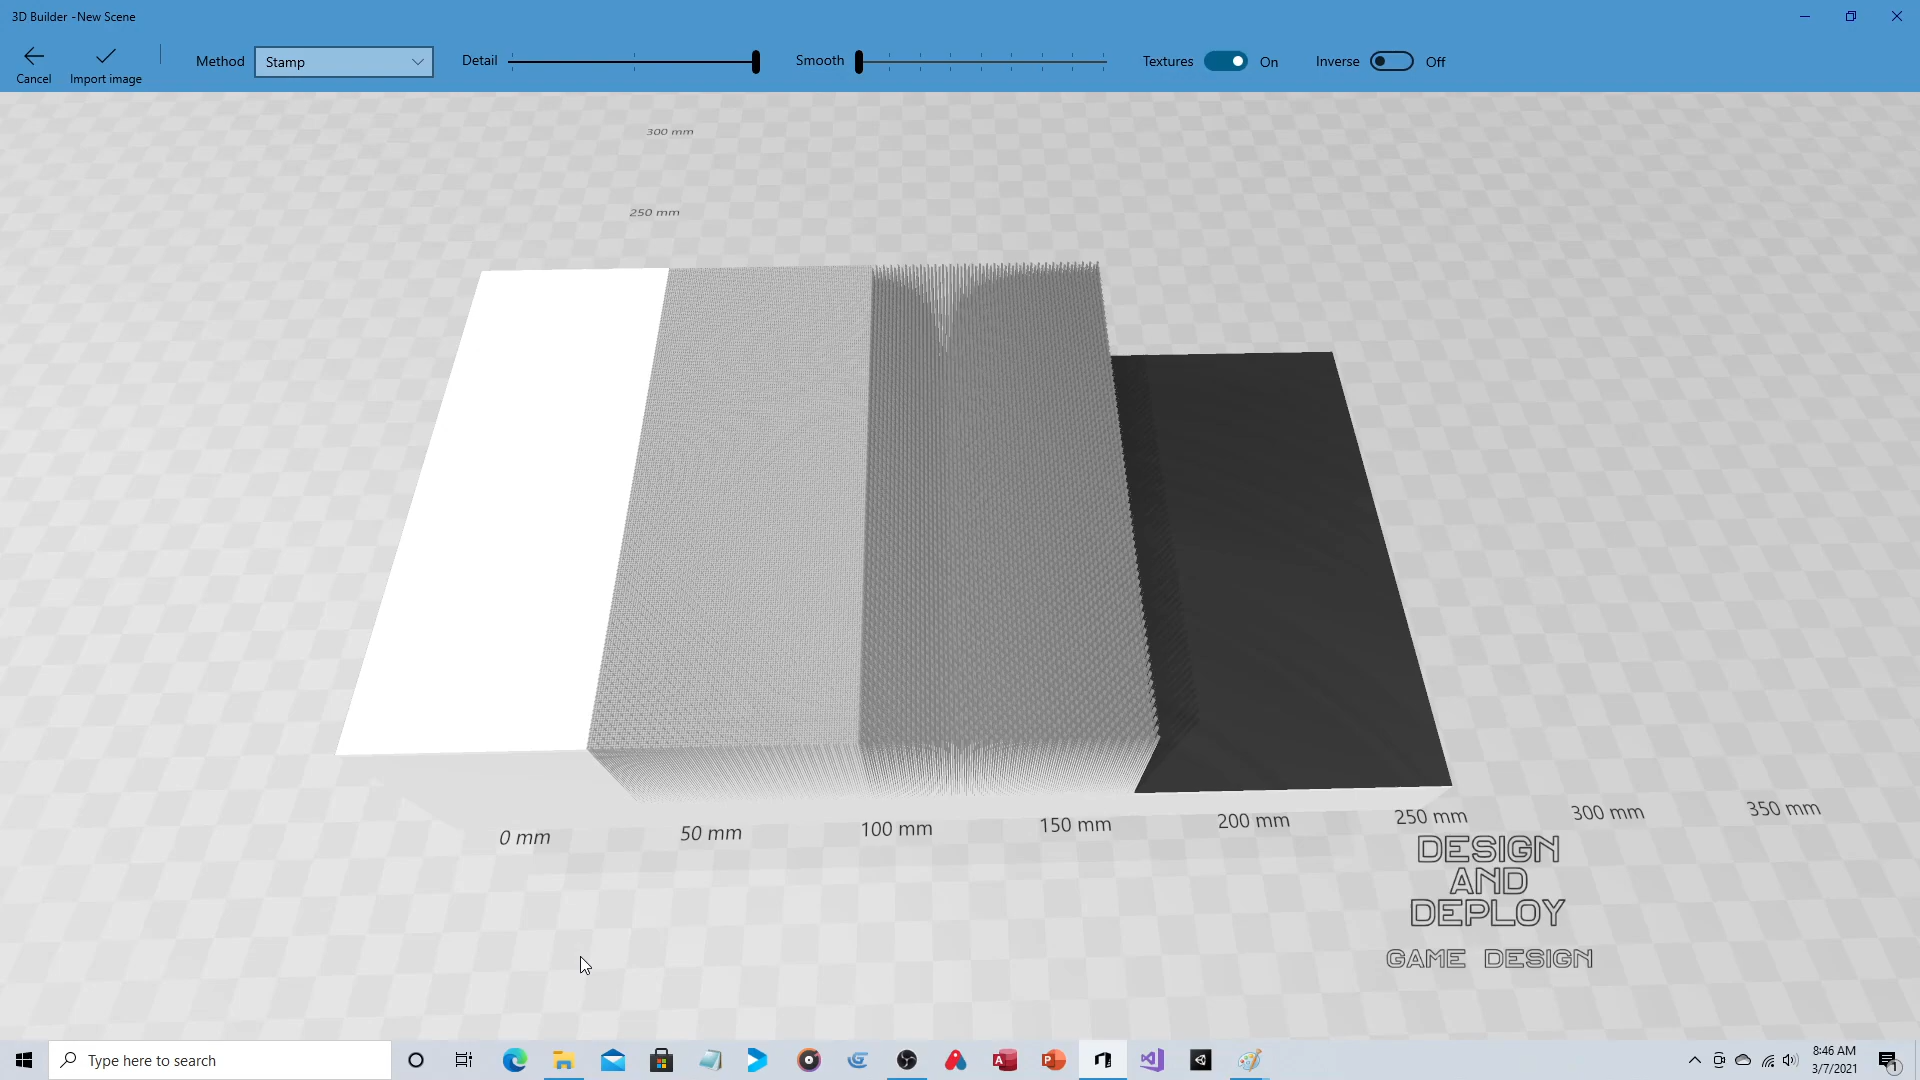 3D Builder -New Scene
Cancel
Import image
Method
Stamp
Detail
Smooth
Textures
On
Inverse
Off
300 mm
250 mm
0 mm
50 mm
100 mm
150 mm
200 mm
250 mm
300 mm
350 mm
DESIGN
AND
DEPLOY
GAME DESIGN
Type here to search
8:46 AM
3/7/2021
1